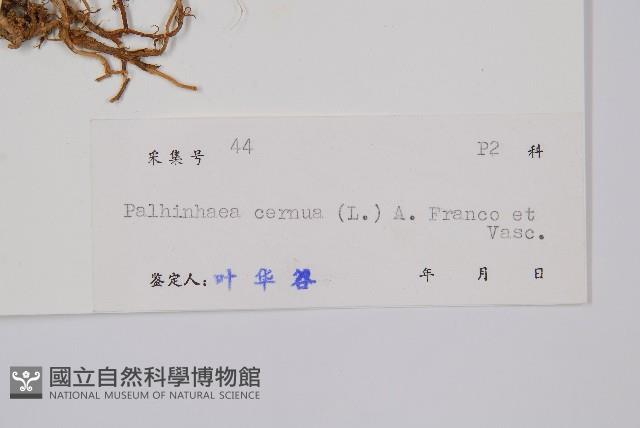 采集号 44 P2 科
Palhinhaea cernua (L.) A. Franco et
Vasc.
鉴定人: 叶华谷 年 月 日
國立自然科學博物館
NATIONAL MUSEUM OF NATURAL SCIENCE